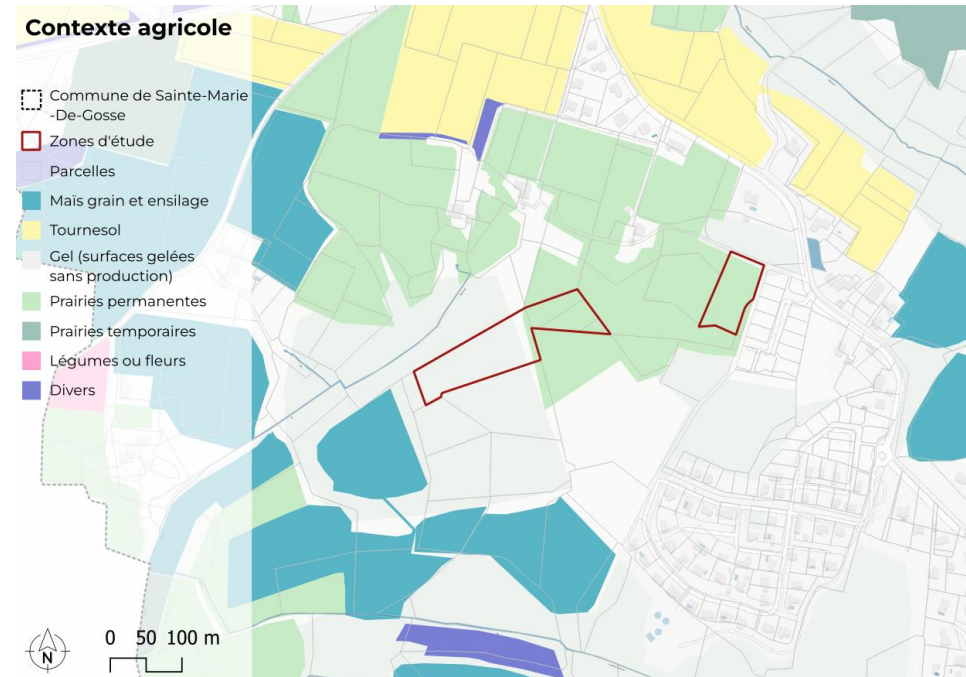 Contexte agricole
Commune de Sainte-Marie
-De-Gosse
Zones d'étude
Parcelles
Maïs grain et ensilage
Tournesol
Gel (surfaces gelées
sans production)
Prairies permanentes
Prairies temporaires
Légumes ou fleurs
Divers
N
0 50 100 m